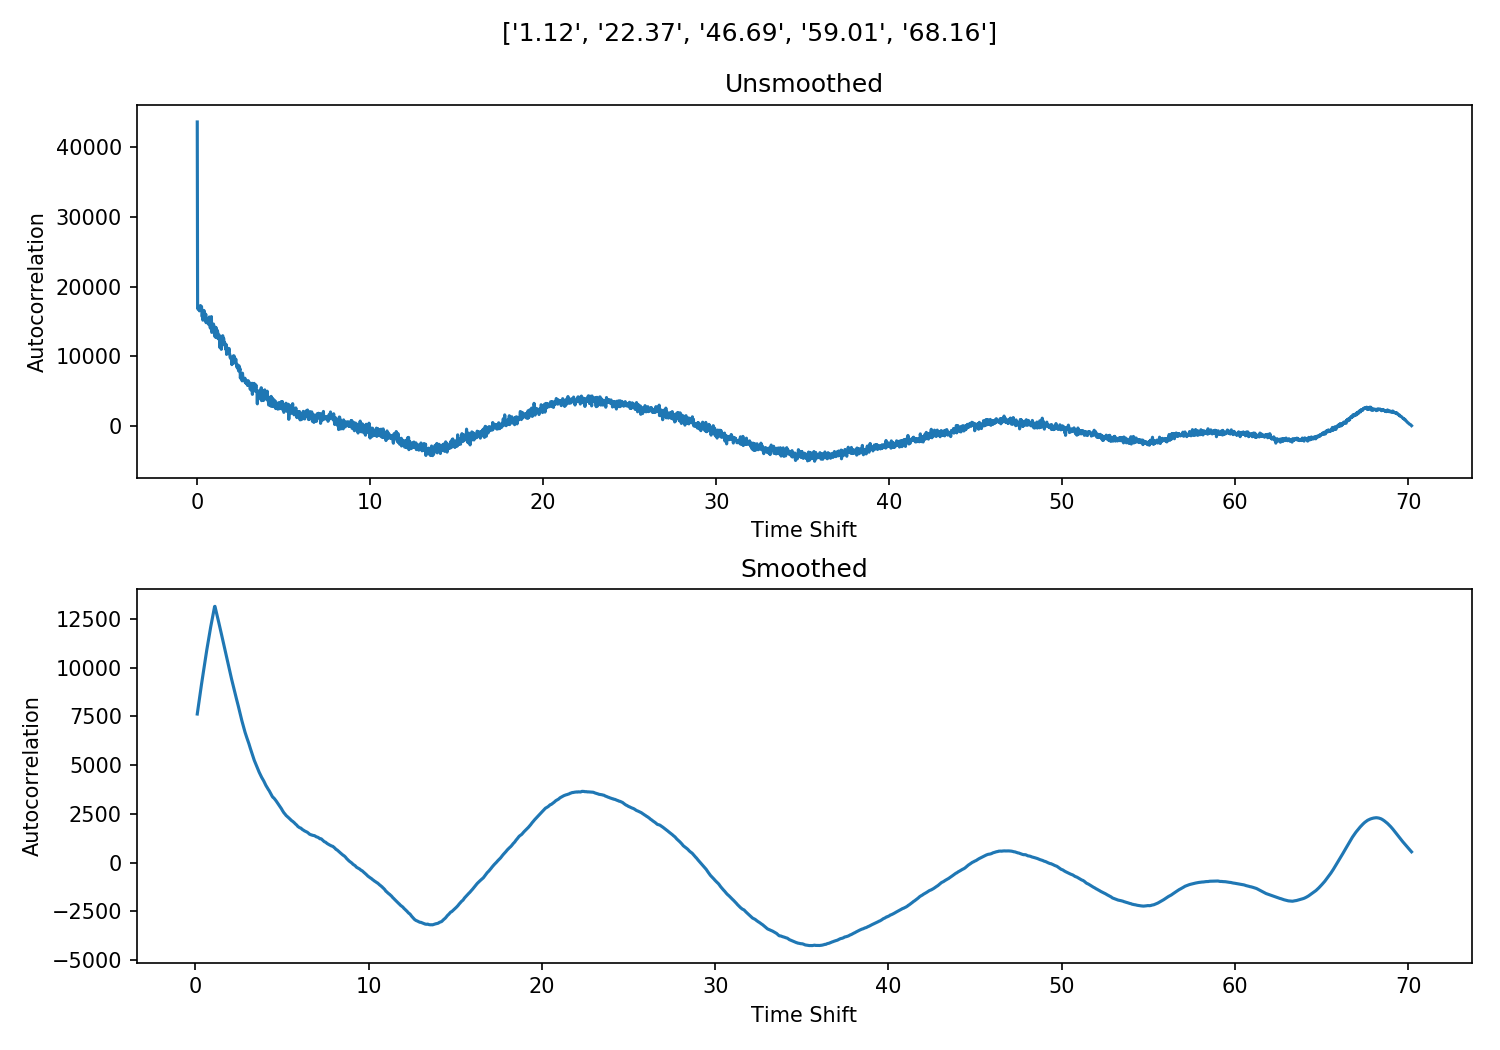 ['1.12', '22.37', '46.69', '59.01', '68.16']
Unsmoothed
40000
30000
20000
10000
0
Autocorrelation
0 10 20 30 40 50 60 70
Time Shift
Smoothed
12500
10000
7500
5000
2500
0
−2500
−5000
Autocorrelation
0 10 20 30 40 50 60 70
Time Shift